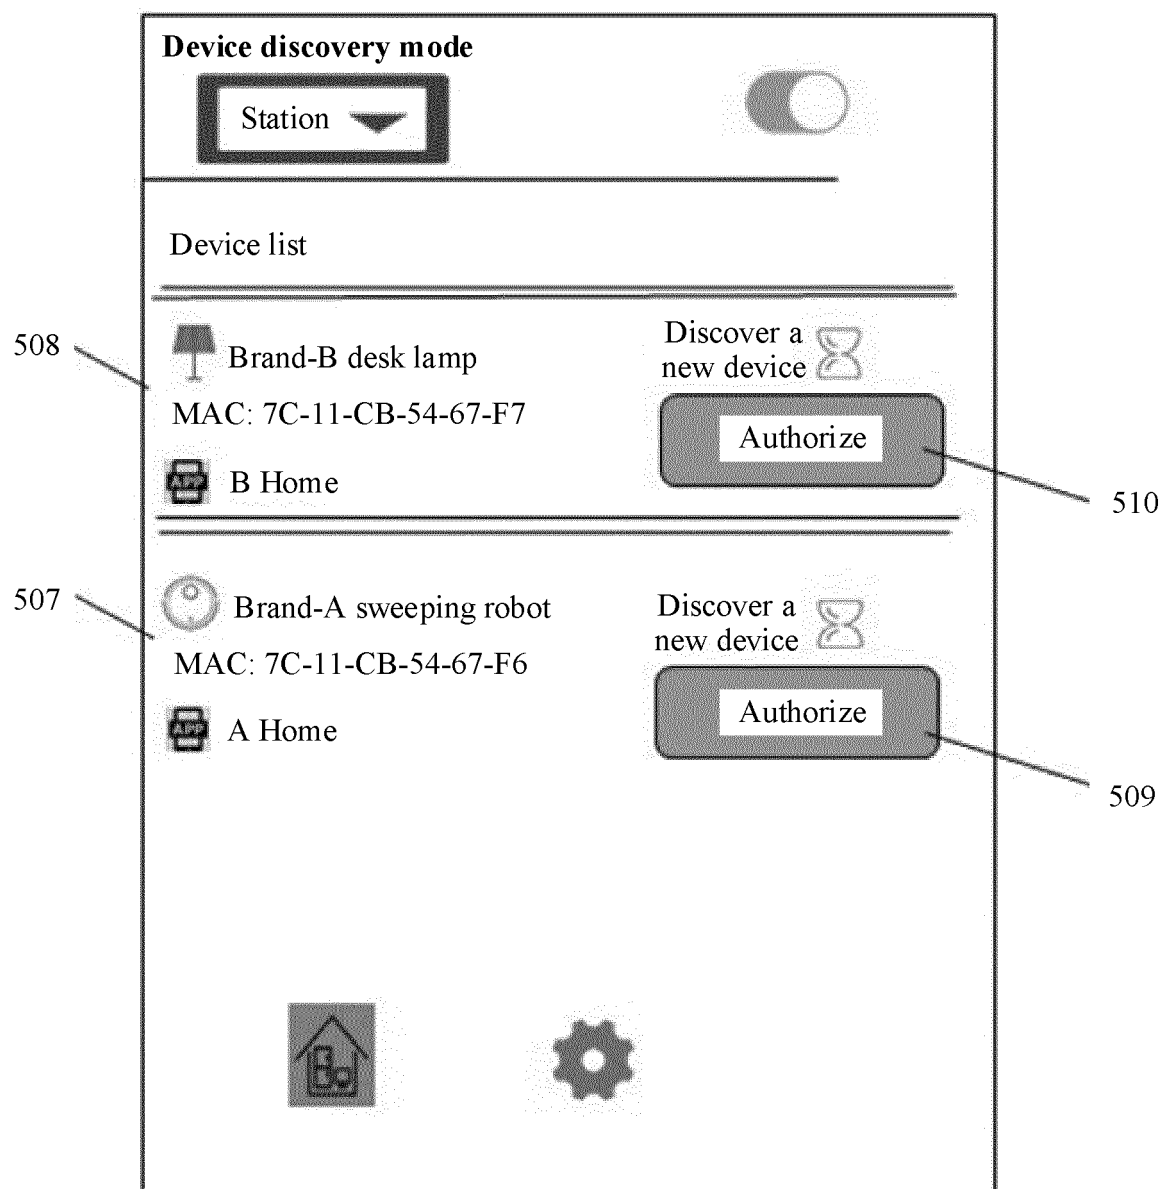 Device discovery mode
Station
Device list
508
Brand-B desk lamp
Discover a
new device
MAC: 7C-11-CB-54-67-F7
Authorize
APP
B Home
510
507
Brand-A sweeping robot
Discover a
new device
MAC: 7C-11-CB-54-67-F6
Authorize
APP
A Home
509